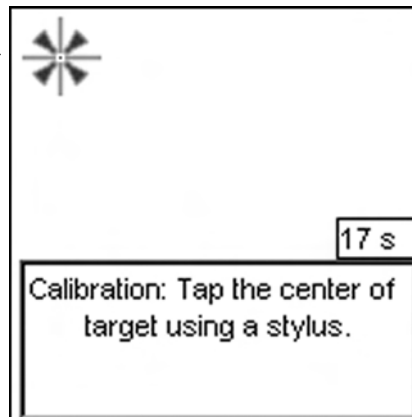 17 s
Calibration: Tap the center of
target using a stylus.